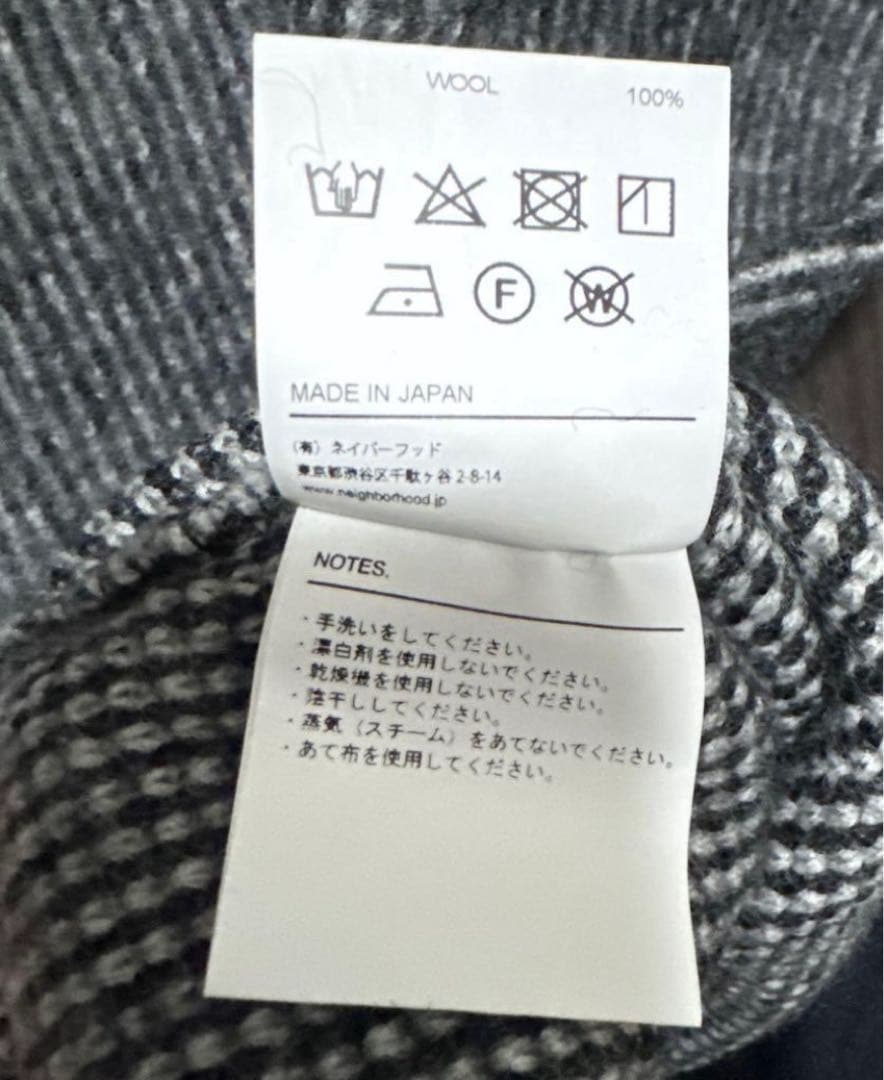 WOOL 100%
F W
MADE IN JAPAN
(有) ネイバーフッド
東京都渋谷区千駄ヶ谷 2-8-14
www.neighborhood.jp
NOTES.
・手洗いをしてください。
・漂白剤を使用しないでください。
・乾燥機を使用しないでください。
・陰干ししてください。
・蒸気（スチーム）をあてないでください。
・あて布を使用してください。